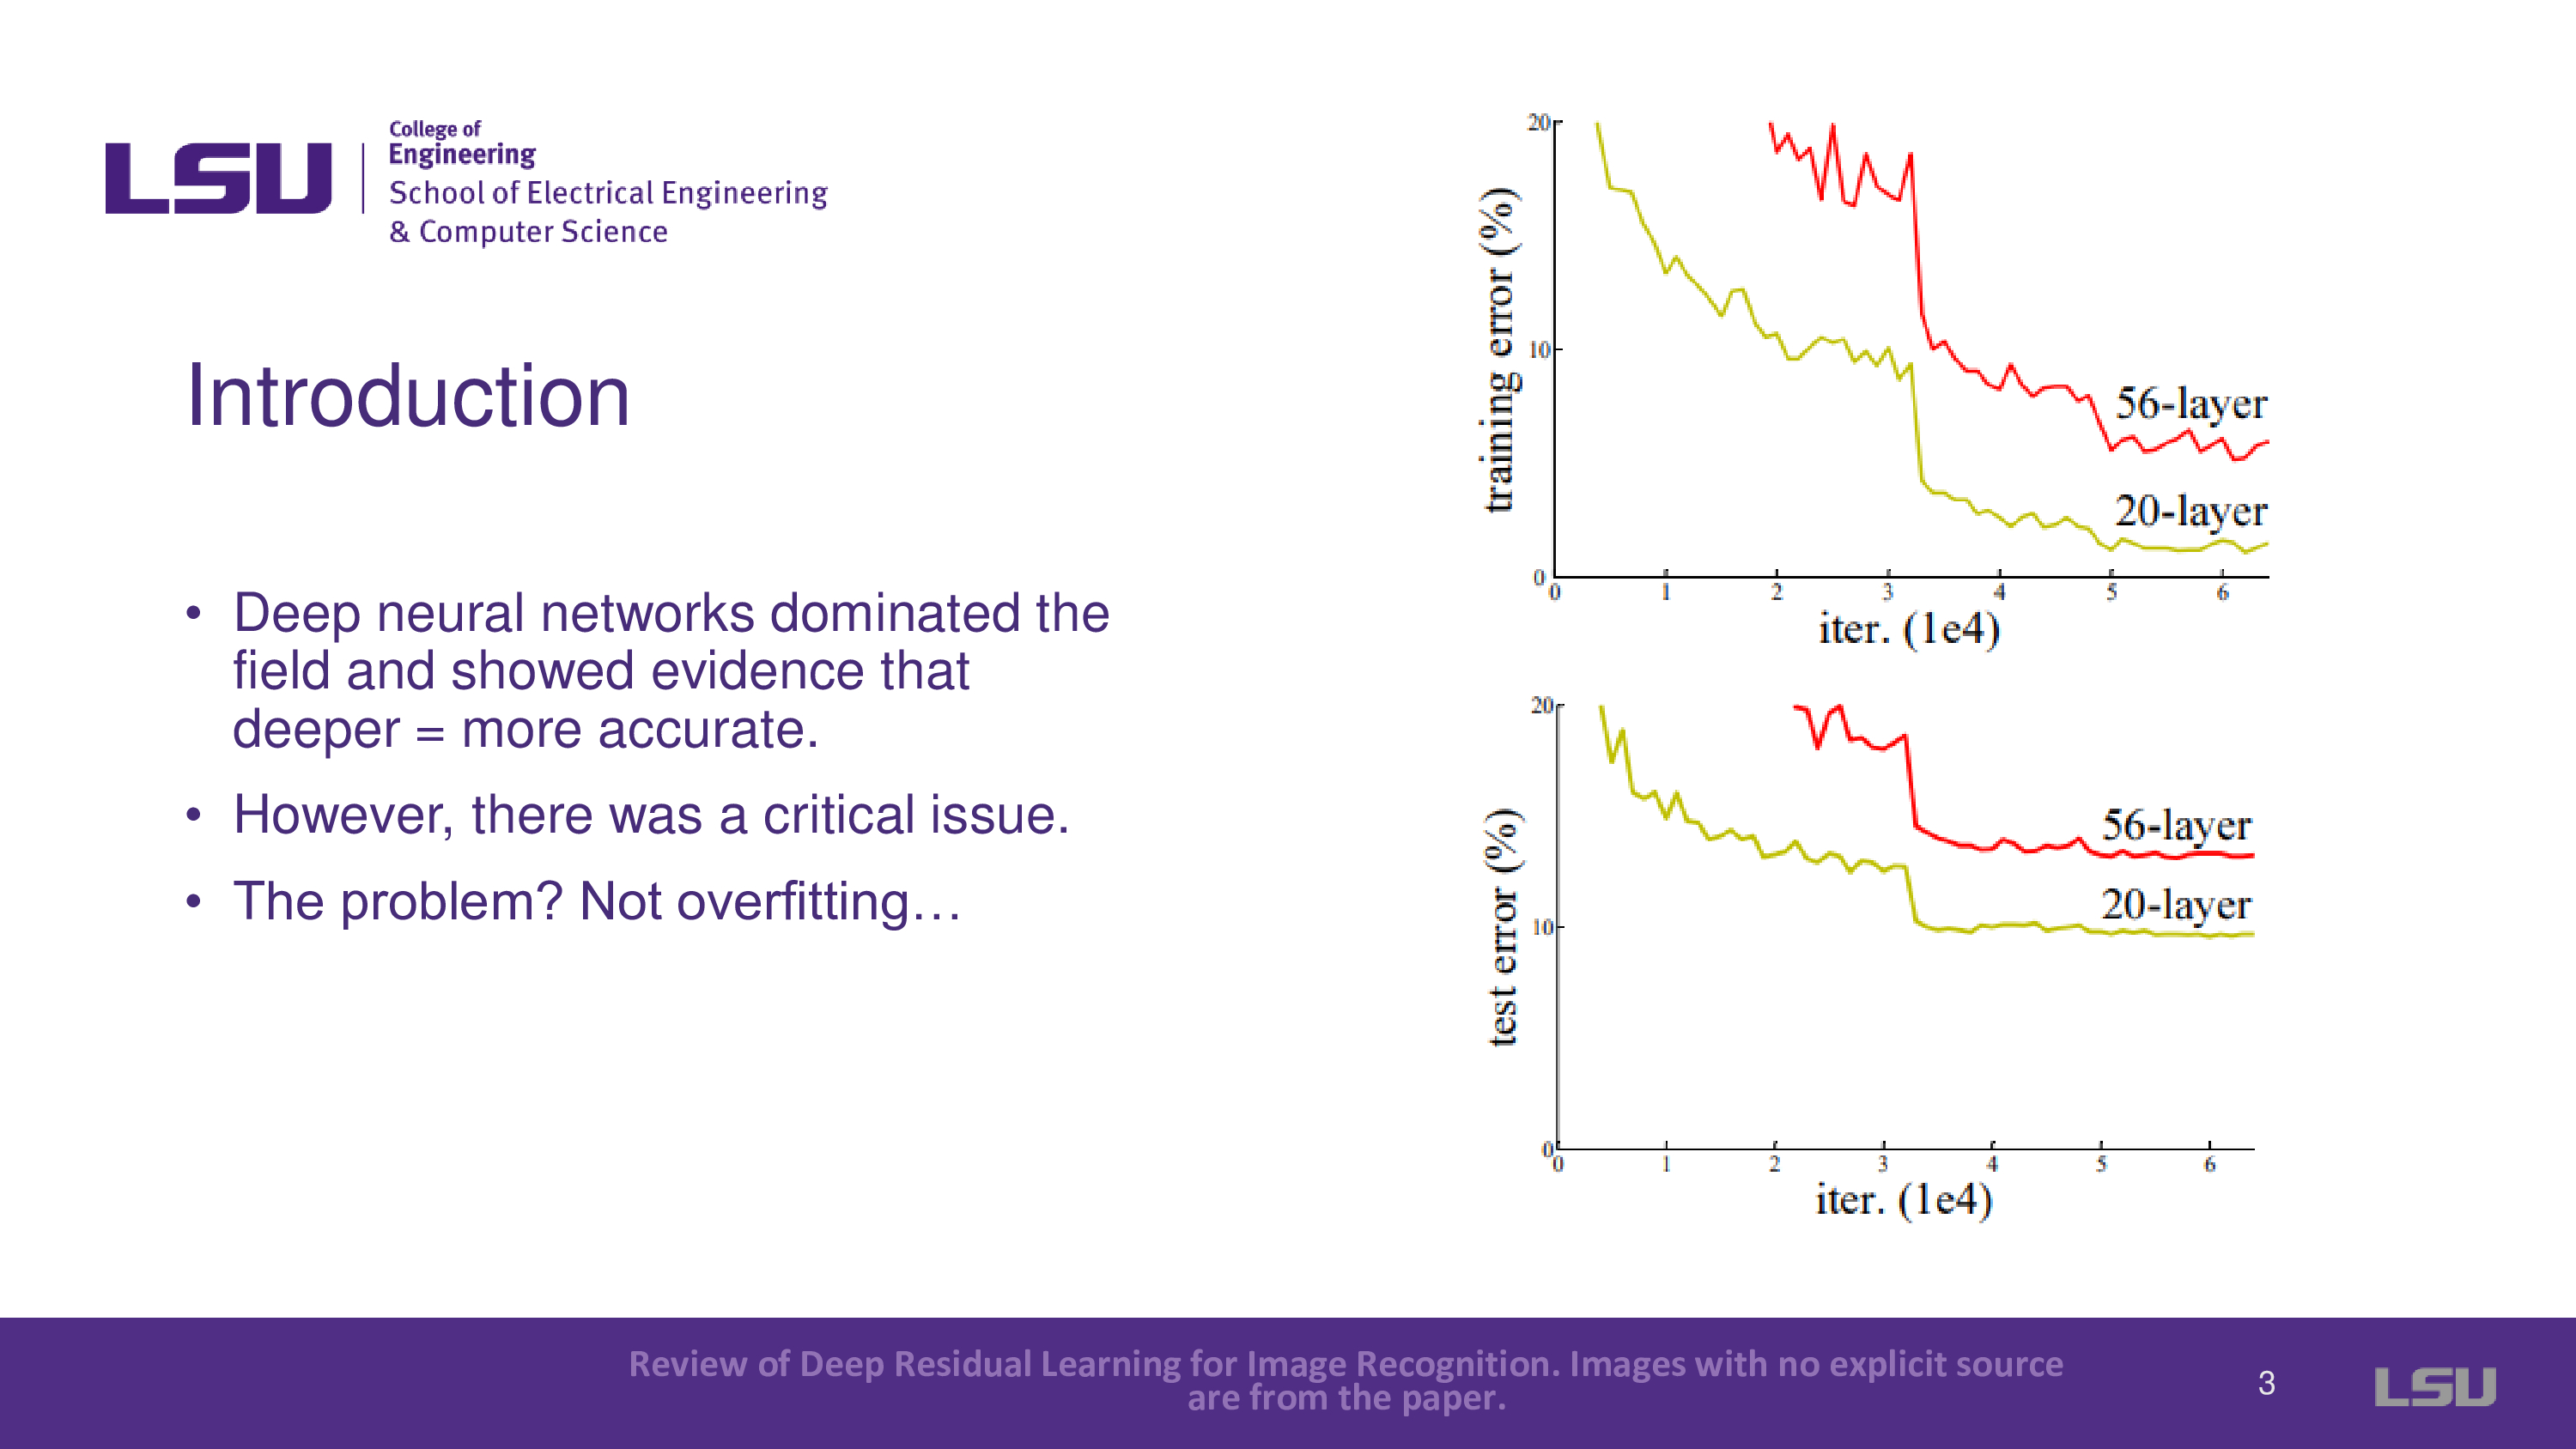 LSU
College of
Engineering
School of Electrical Engineering
& Computer Science
Introduction
• Deep neural networks dominated the
field and showed evidence that
deeper = more accurate.
• However, there was a critical issue.
• The problem? Not overfitting…
20
10
0
training error (%)
56-layer
20-layer
0 1 2 3 4 5 6
iter. (1e4)
20
10
0
test error (%)
56-layer
20-layer
0 1 2 3 4 5 6
iter. (1e4)
Review of Deep Residual Learning for Image Recognition. Images with no explicit source
are from the paper.
3
LSU